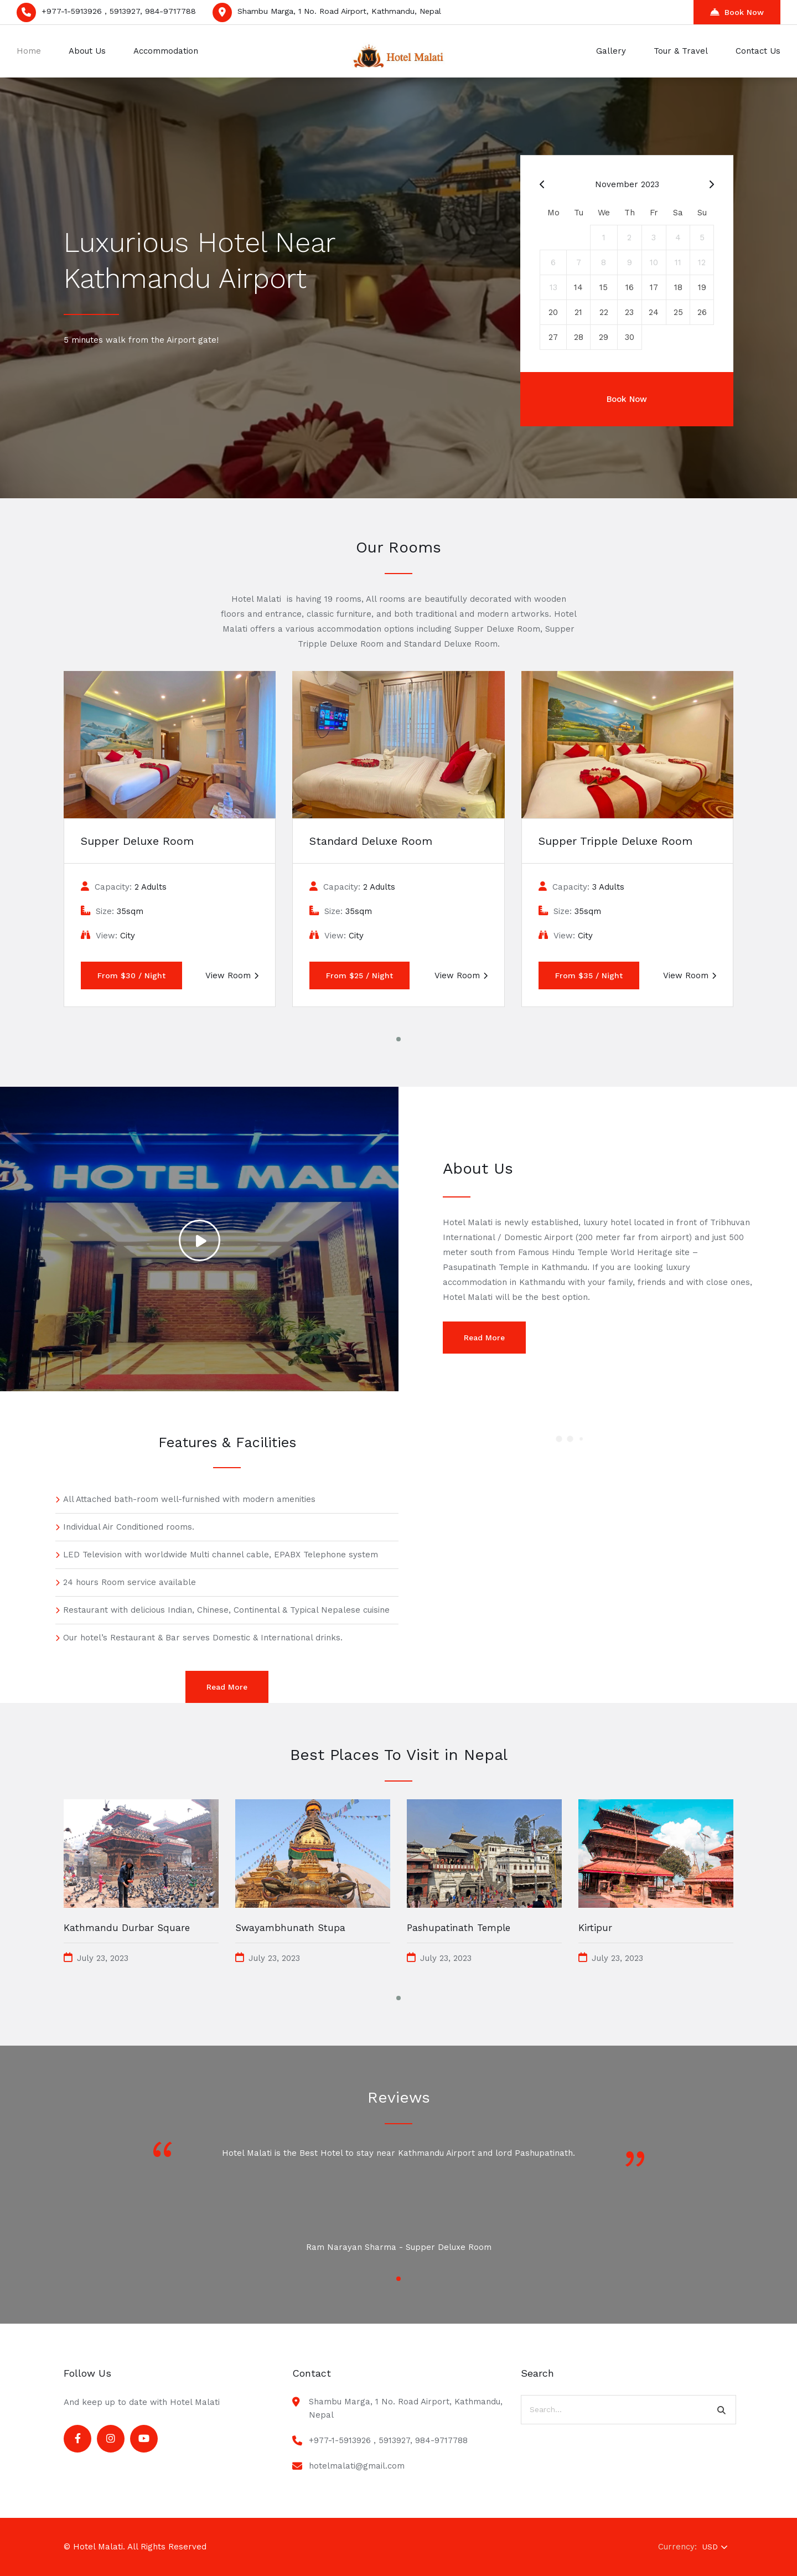 +977-1-5913926 , 5913927, 984-9717788
Shambu Marga, 1 No. Road Airport, Kathmandu, Nepal
Book Now
Home
About Us
Accommodation
Hotel Malati
Gallery
Tour & Travel
Contact Us
Luxurious Hotel Near
Kathmandu Airport
5 minutes walk from the Airport gate!
November 2023
Mo Tu We Th Fr Sa Su
1 2 3 4 5
6 7 8 9 10 11 12
13 14 15 16 17 18 19
20 21 22 23 24 25 26
27 28 29 30
Book Now
Our Rooms
Hotel Malati  is having 19 rooms, All rooms are beautifully decorated with wooden
floors and entrance, classic furniture, and both traditional and modern artworks. Hotel
Malati offers a various accommodation options including Supper Deluxe Room, Supper
Tripple Deluxe Room and Standard Deluxe Room.
Supper Deluxe Room
Capacity: 2 Adults
Size: 35sqm
View: City
From $30 / Night
View Room
Standard Deluxe Room
Capacity: 2 Adults
Size: 35sqm
View: City
From $25 / Night
View Room
Supper Tripple Deluxe Room
Capacity: 3 Adults
Size: 35sqm
View: City
From $35 / Night
View Room
HOTEL MALAT
About Us
Hotel Malati is newly established, luxury hotel located in front of Tribhuvan
International / Domestic Airport (200 meter far from airport) and just 500
meter south from Famous Hindu Temple World Heritage site –
Pasupatinath Temple in Kathmandu. If you are looking luxury
accommodation in Kathmandu with your family, friends and with close ones,
Hotel Malati will be the best option.
Read More
Features & Facilities
All Attached bath-room well-furnished with modern amenities
Individual Air Conditioned rooms.
LED Television with worldwide Multi channel cable, EPABX Telephone system
24 hours Room service available
Restaurant with delicious Indian, Chinese, Continental & Typical Nepalese cuisine
Our hotel’s Restaurant & Bar serves Domestic & International drinks.
Read More
Best Places To Visit in Nepal
Kathmandu Durbar Square
July 23, 2023
Swayambhunath Stupa
July 23, 2023
Pashupatinath Temple
July 23, 2023
Kirtipur
July 23, 2023
Reviews
“
Hotel Malati is the Best Hotel to stay near Kathmandu Airport and lord Pashupatinath.
”
Ram Narayan Sharma - Supper Deluxe Room
Follow Us
And keep up to date with Hotel Malati
Contact
Shambu Marga, 1 No. Road Airport, Kathmandu,
Nepal
+977-1-5913926 , 5913927, 984-9717788
hotelmalati@gmail.com
Search
Search...
© Hotel Malati. All Rights Reserved
Currency: USD